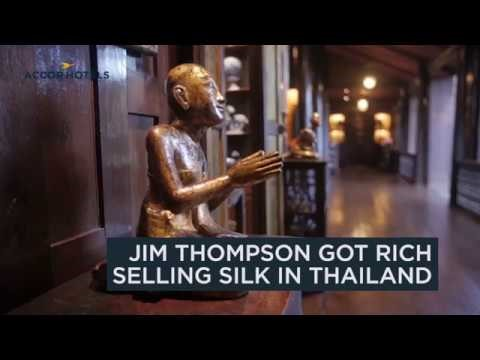 ACCOR HOTELS
JIM THOMPSON GOT RICH
SELLING SILK IN THAILAND